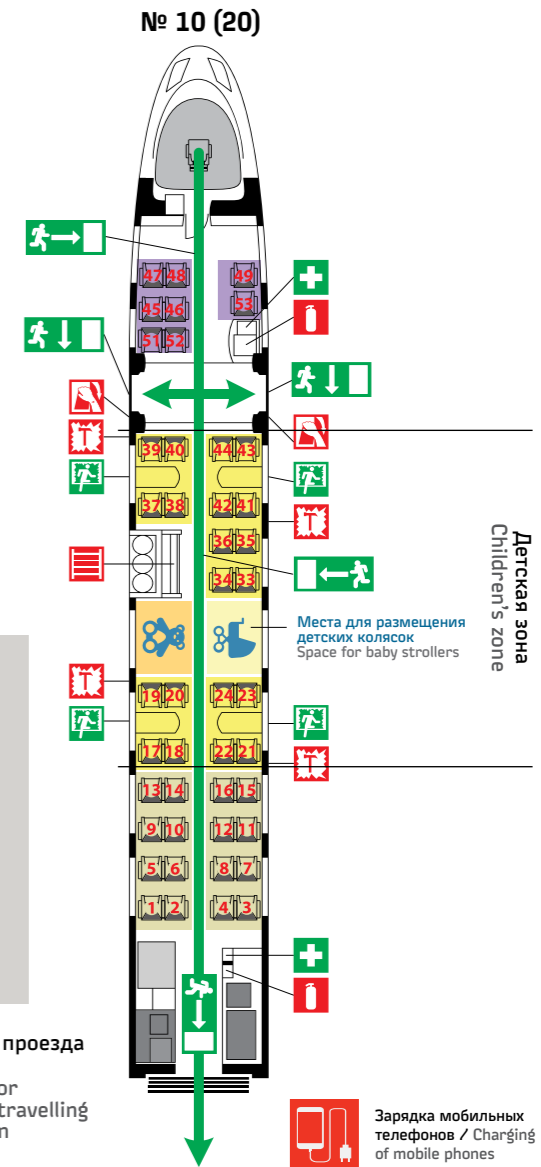 № 10 (20)
47 48 49
45 46 53
51 52
39 40 44 43
37 38 42 41
36 35
34 33
Детская зона
Children's zone
Места для размещения
детских колясок
Space for baby strollers
T
T
T
T
19 20 24 23
17 18 22 21
13 14 16 15
9 10 12 11
5 6 8 7
1 2 4 3
проезда
or
travelling
n
Зарядка мобильных
телефонов / Charging
of mobile phones